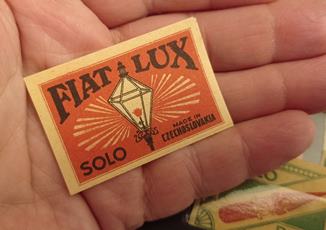 FIAT LUX
SOLO
MADE IN
CZECHOSLOVAKIA